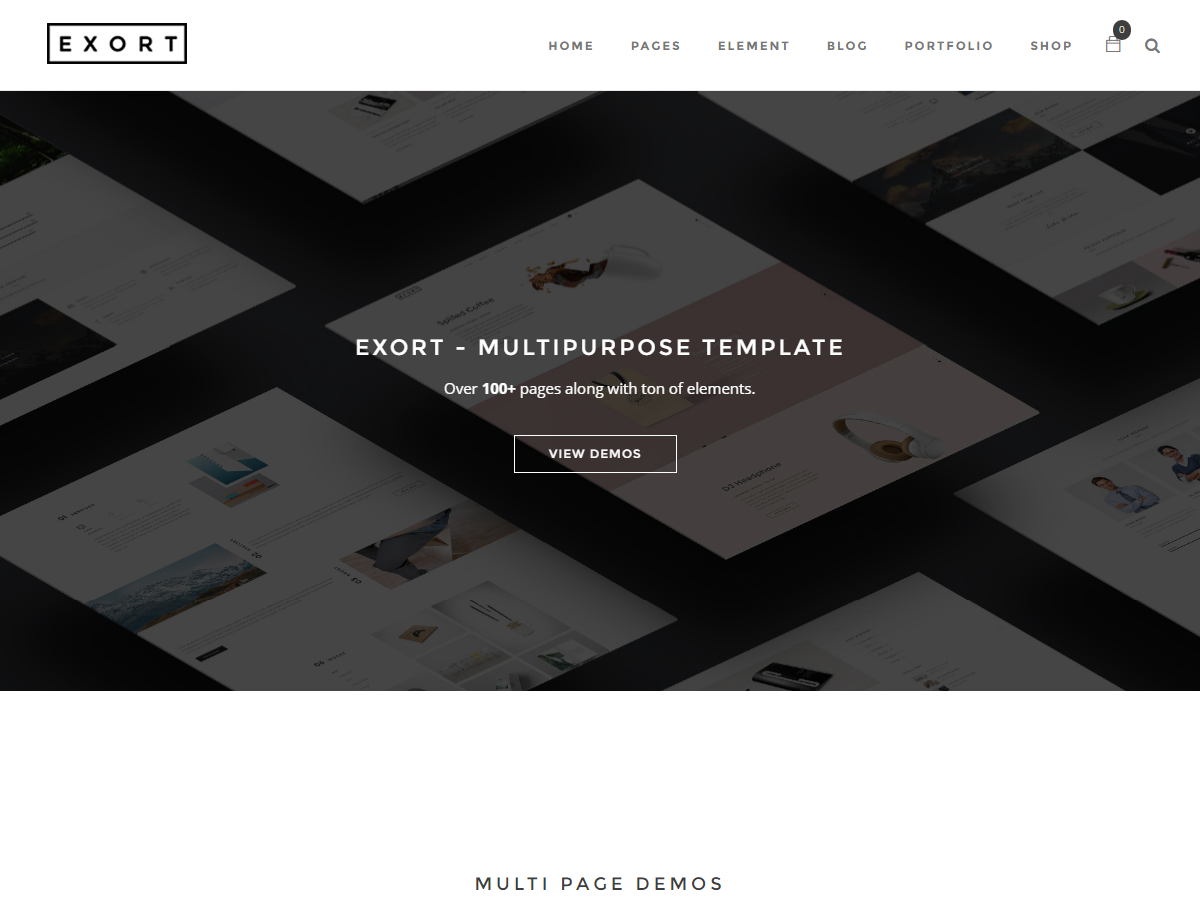 EXORT
HOME PAGES ELEMENT BLOG PORTFOLIO SHOP 0
Spilled Coffee
EXORT - MULTIPURPOSE TEMPLATE
Over 100+ pages along with ton of elements.
VIEW DEMOS
DJ Headphone
MULTI PAGE DEMOS